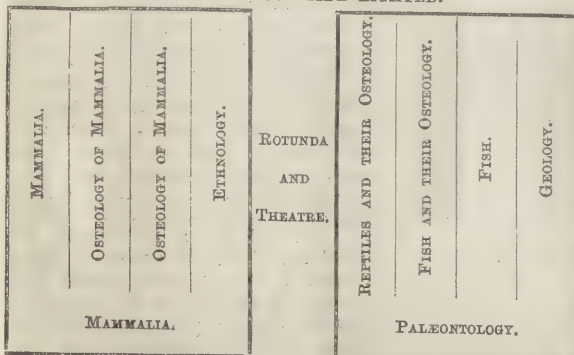 LIGHTED.
MAMMALIA.
OSTEOLOGY OF MAMMALIA.
OSTEOLOGY OF MAMMALIA.
ETHNOLOGY.
MAMMALIA.
ROTUNDA
AND
THEATRE.
REPTILES AND THEIR OSTEOLOGY.
FISH AND THEIR OSTEOLOGY.
FISH.
GEOLOGY.
PALÆONTOLOGY.